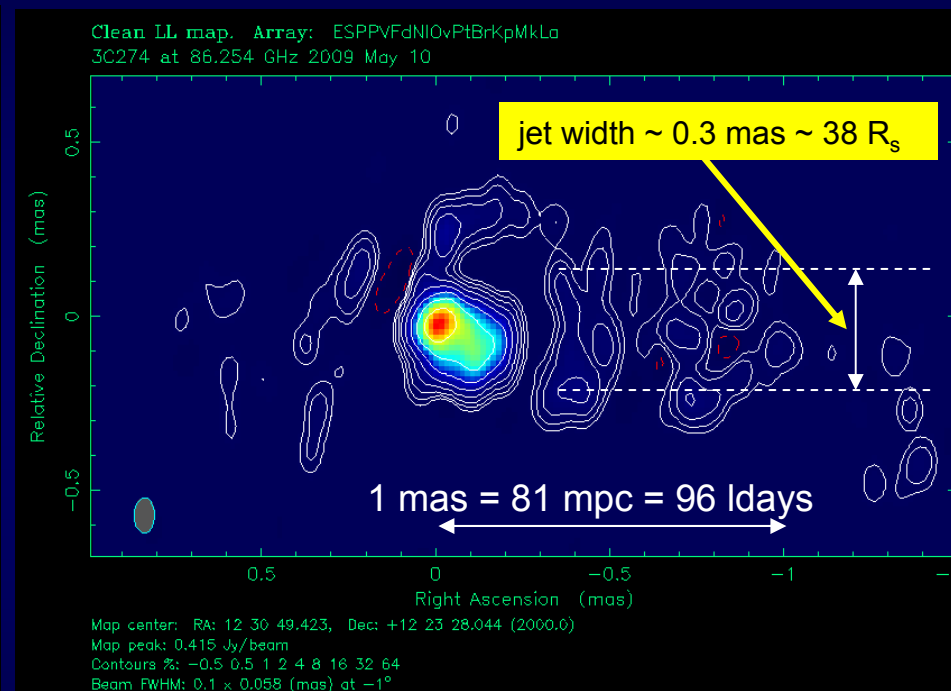 Clean LL map. Array: ESPPVFdNlOvPtBrKpMkLa
3C274 at 86.254 GHz 2009 May 10
jet width ~ 0.3 mas ~ 38 Rs
0.5
0
-0.5
Relative Declination (mas)
1 mas = 81 mpc = 96 ldays
0.5
0
-0.5
-1
Right Ascension (mas)
Map center: RA: 12 30 49.423, Dec: +12 23 28.044 (2000.0)
Map peak: 0.415 Jy/beam
Contours %: -0.5 0.5 1 2 4 8 16 32 64
Beam FWHM: 0.1 x 0.058 (mas) at -1°